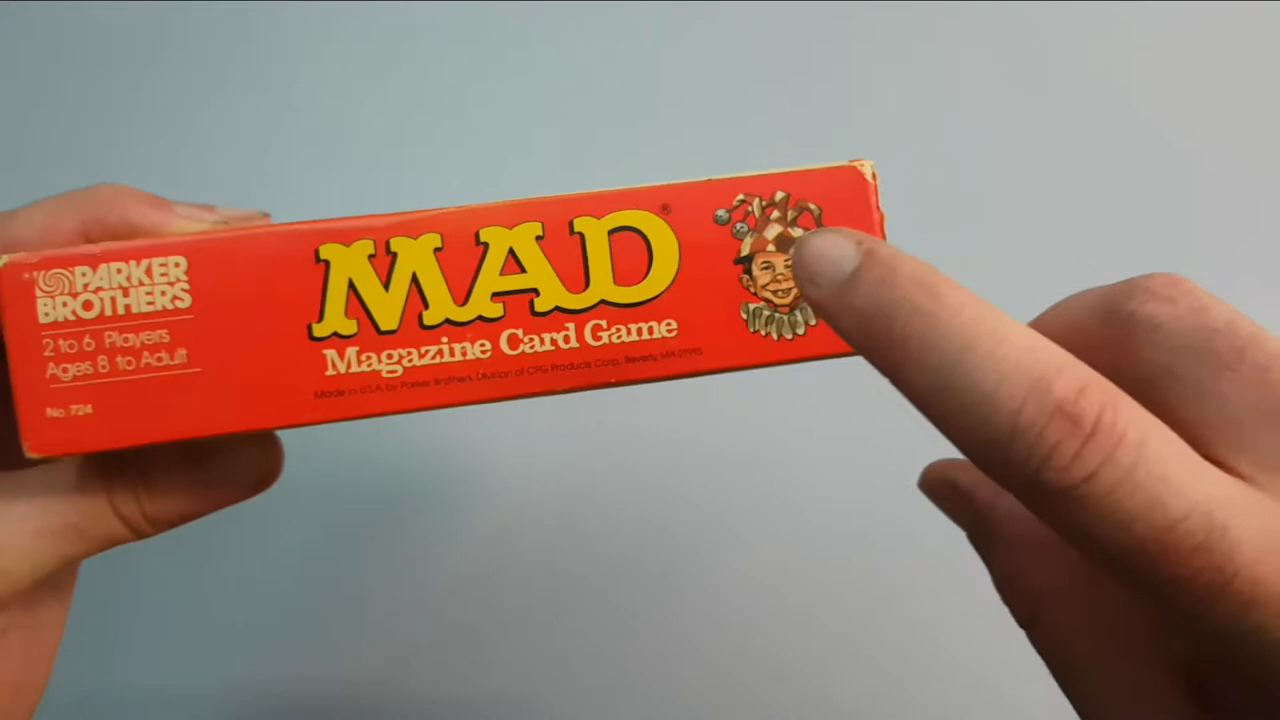 PARKER
BROTHERS
2 to 6 Players
Ages 8 to Adult
No. 724
MAD®
Magazine Card Game
Made in U.S.A. by Parker Brothers, Division of CPG Products Corp., Beverly, MA 01915